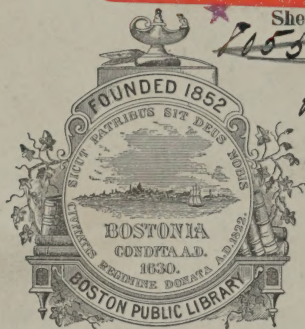 She
FOUNDED 1852
SICUT PATRIBUS SIT DEUS NOBIS
BOSTONIA
CONDITA A.D.
1630.
CIVITATIS REGIMINE DONATA A.D. 1822.
BOSTON PUBLIC LIBRARY